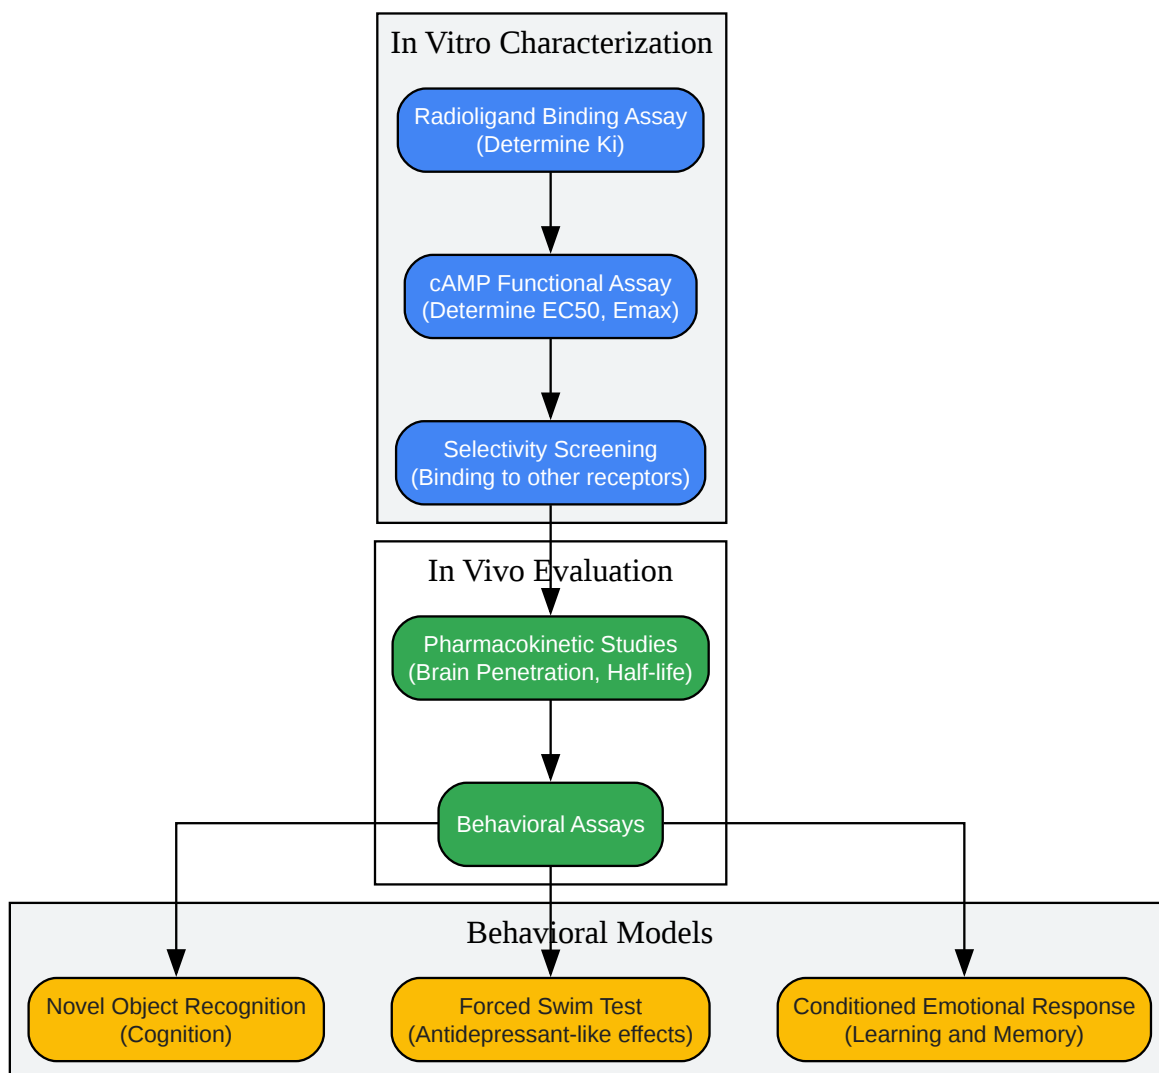 In Vitro Characterization
Radioligand Binding Assay
(Determine Ki)
cAMP Functional Assay
(Determine EC50, Emax)
Selectivity Screening
(Binding to other receptors)
In Vivo Evaluation
Pharmacokinetic Studies
(Brain Penetration, Half-life)
Behavioral Assays
Behavioral Models
Novel Object Recognition
(Cognition)
Forced Swim Test
(Antidepressant-like effects)
Conditioned Emotional Response
(Learning and Memory)